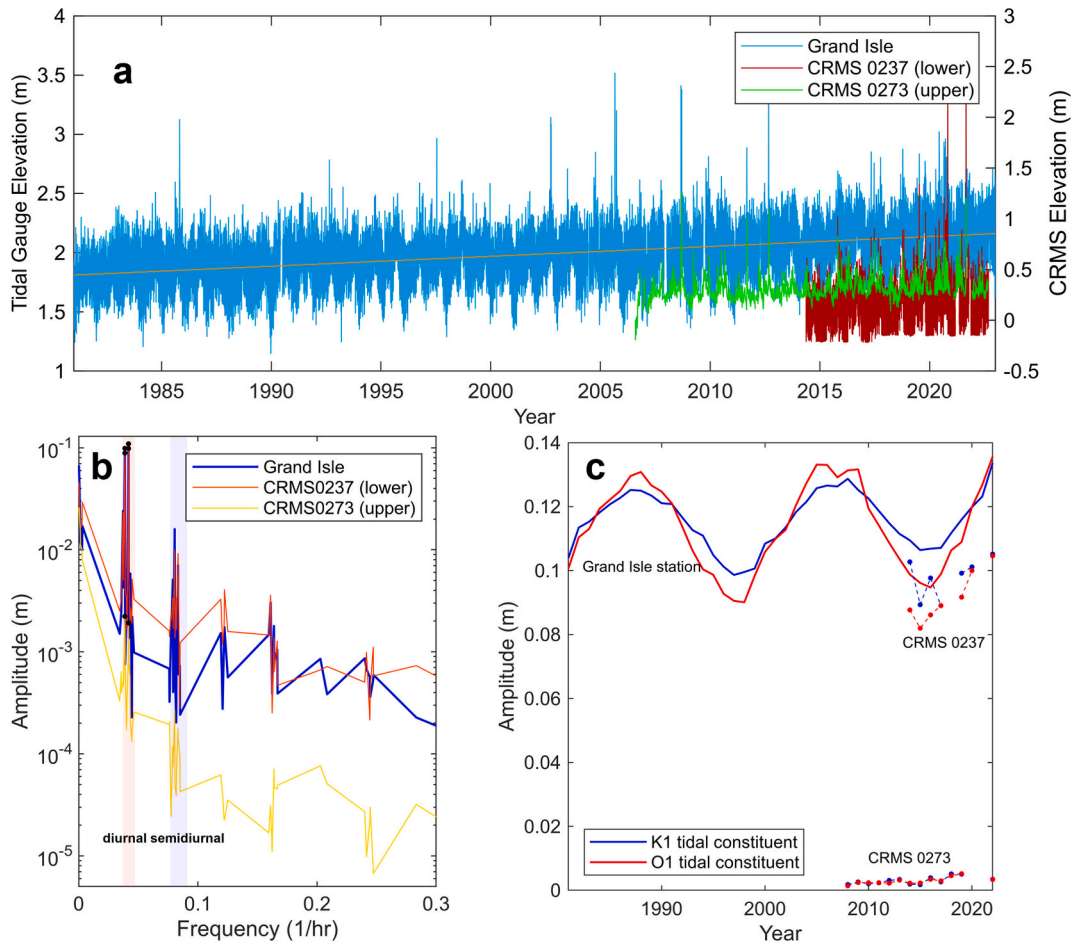 a
Grand Isle
CRMS 0237 (lower)
CRMS 0273 (upper)
Tidal Gauge Elevation (m)
4
3.5
3
2.5
2
1.5
1
CRMS Elevation (m)
3
2.5
2
1.5
1
0.5
0
-0.5
1985 1990 1995 2000 2005 2010 2015 2020
Year
b
Grand Isle
CRMS0237 (lower)
CRMS0273 (upper)
Amplitude (m)
10-1
10-2
10-3
10-4
10-5
diurnal semidiurnal
0 0.1 0.2 0.3
Frequency (1/hr)
c
Amplitude (m)
0.14
0.12
0.1
0.08
0.06
0.04
0.02
0
Grand Isle station
CRMS 0237
CRMS 0273
K1 tidal constituent
O1 tidal constituent
1990 2000 2010 2020
Year